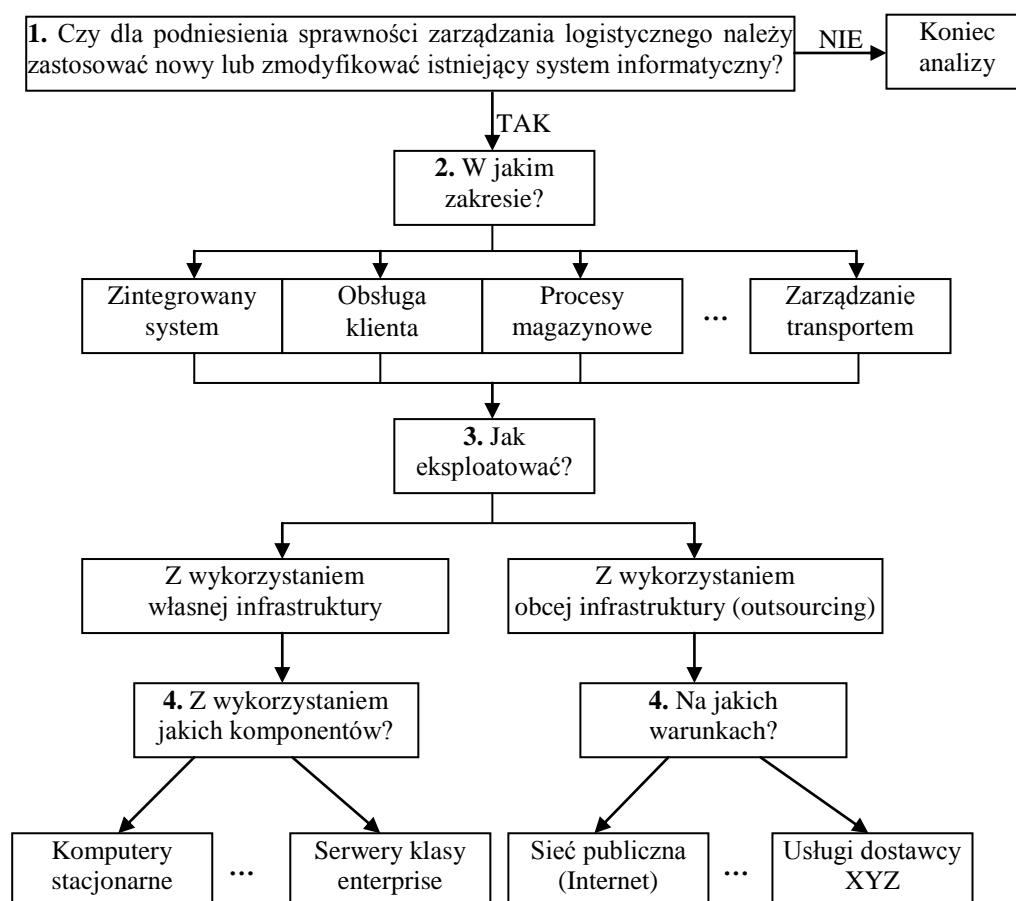 1. Czy dla podniesienia sprawności zarządzania logistycznego należy
zastosować nowy lub zmodyfikować istniejący system informatyczny?
NIE
Koniec
analizy
TAK
2. W jakim
zakresie?
Zintegrowany
system
Obsługa
klienta
Procesy
magazynowe
...
Zarządzanie
transportem
3. Jak
eksploatować?
Z wykorzystaniem
własnej infrastruktury
Z wykorzystaniem
obcej infrastruktury (outsourcing)
4. Z wykorzystaniem
jakich komponentów?
4. Na jakich
warunkach?
Komputery
stacjonarne
...
Serwery klasy
enterprise
Sieć publiczna
(Internet)
...
Usługi dostawcy
XYZ